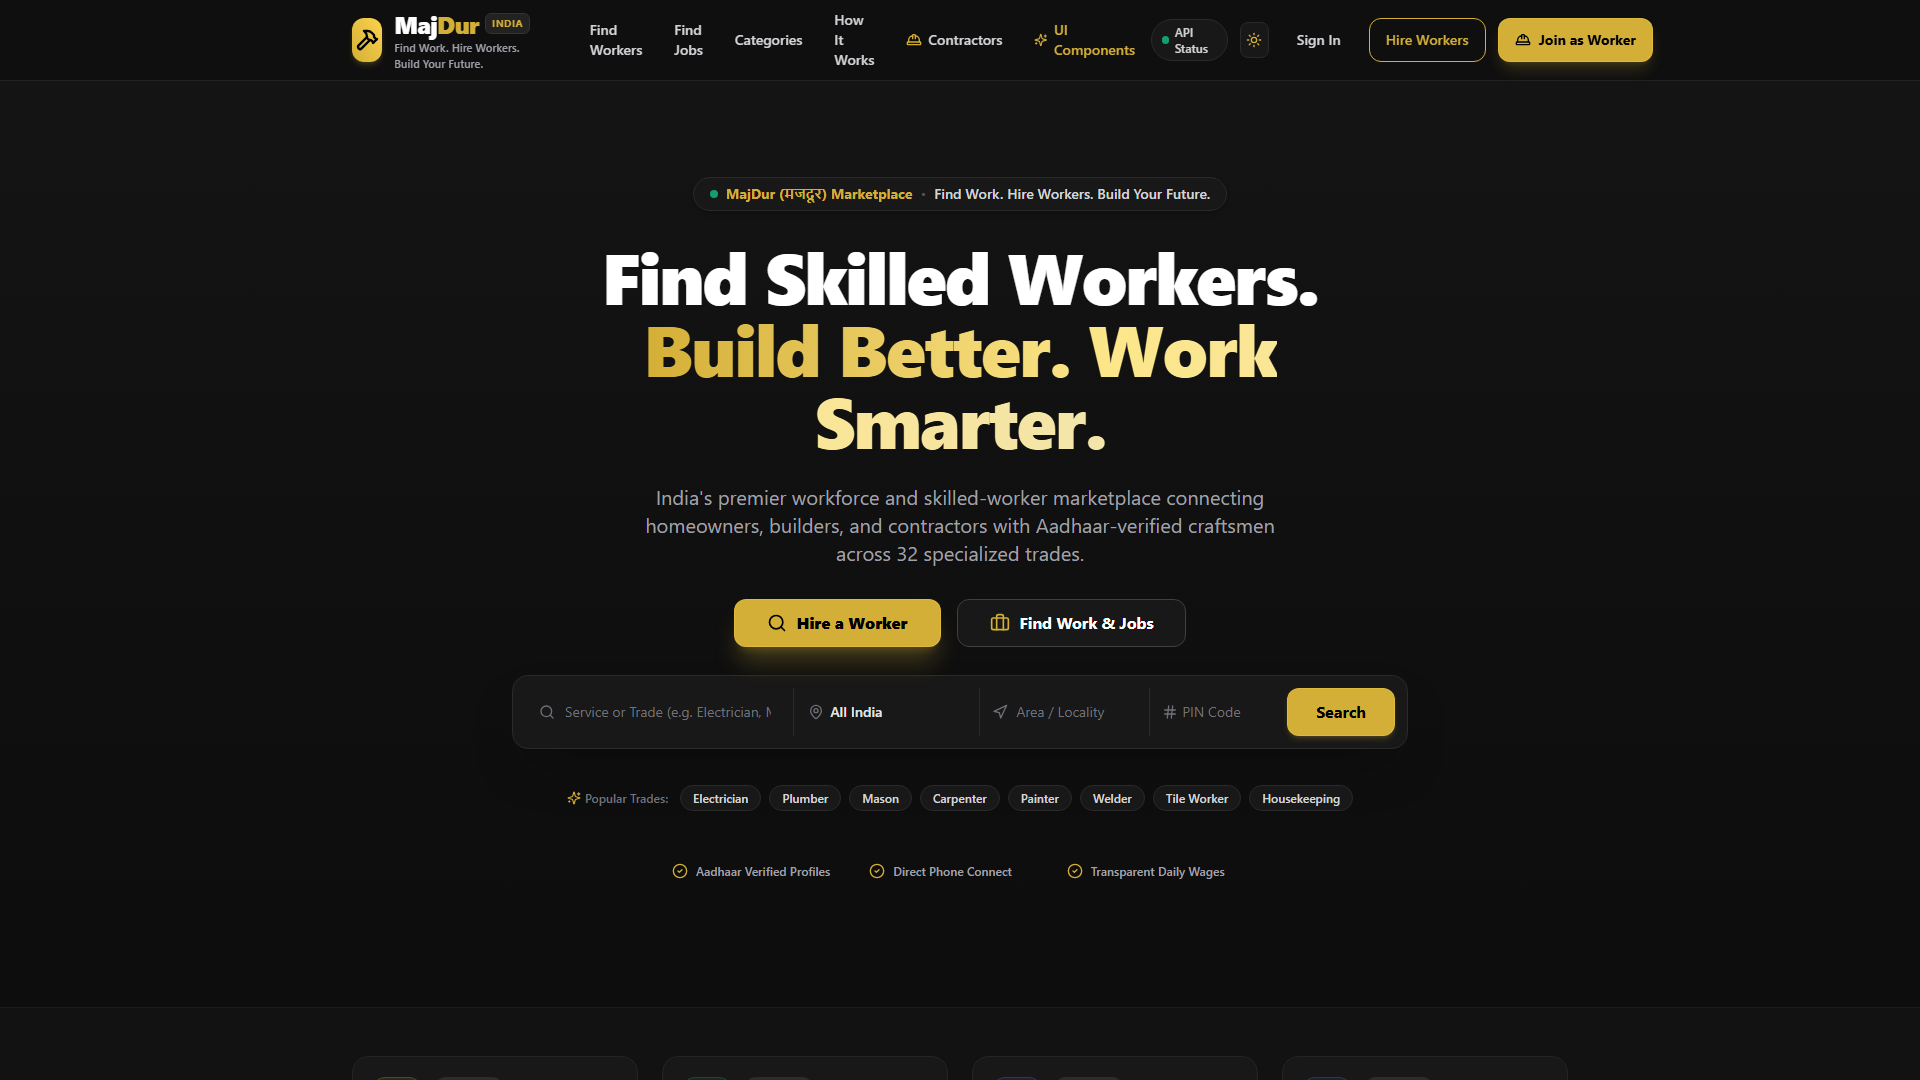 MajDur INDIA
Find Work. Hire Workers.
Build Your Future.
Find
Workers
Find
Jobs
Categories
How
It
Works
Contractors
UI
Components
API
Status
Sign In
Hire Workers
Join as Worker
MajDur (मजदूर) Marketplace • Find Work. Hire Workers. Build Your Future.
Find Skilled Workers.
Build Better. Work
Smarter.
India's premier workforce and skilled-worker marketplace connecting
homeowners, builders, and contractors with Aadhaar-verified craftsmen
across 32 specialized trades.
Hire a Worker
Find Work & Jobs
Service or Trade (e.g. Electrician,
All India
Area / Locality
# PIN Code
Search
Popular Trades:
Electrician
Plumber
Mason
Carpenter
Painter
Welder
Tile Worker
Housekeeping
Aadhaar Verified Profiles
Direct Phone Connect
Transparent Daily Wages